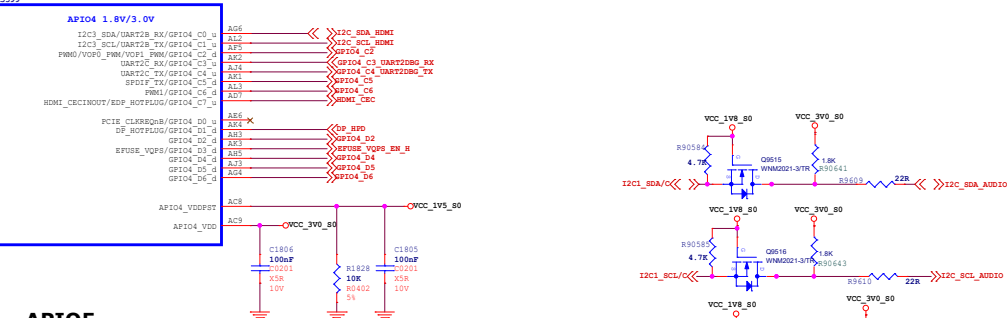 APIO4 1.8V/3.0V
I2C3_SDA/UART2B_RX/GPIO4_C0_u AG6 I2C_SDA_HDMI
I2C3_SCL/UART2B_TX/GPIO4_C1_u AL2 I2C_SCL_HDMI
PWM0/VOP0_PWM/VOP1_PWM/GPIO4_C2_d AF5 GPIO4_C2
UART2C_RX/GPIO4_C3_u AK2 GPIO4_C3_UART2DBG_RX
UART2C_TX/GPIO4_C4_u AJ4 GPIO4_C4_UART2DBG_TX
SPDIF_TX/GPIO4_C5_d AK1 GPIO4_C5
PWM1/GPIO4_C6_d AL3 GPIO4_C6
HDMI_CECINOUT/EDP_HOTPLUG/GPIO4_C7_u AD7 HDMI_CEC
PCIE_CLKREQnB/GPIO4_D0_u AE6
DP_HOTPLUG/GPIO4_D1_d AK4 DP_HPD
GPIO4_D2_d AH3 GPIO4_D2
EFUSE_VQPS/GPIO4_D3_d AK3 EFUSE_VQPS_EN_H
GPIO4_D4_d AH5 GPIO4_D4
GPIO4_D5_d AJ3 GPIO4_D5
GPIO4_D6_d AG4 GPIO4_D6
APIO4_VDDPST AC8 VCC_1V5_S0
APIO4_VDD AC9 VCC_3V0_S0
C1806
100nF
C0201
X5R
10V
R1828
10K
R0402
5%
C1805
100nF
C0201
X5R
10V
VCC_1V8_S0 VCC_3V0_S0
R90584
4.7K
G
S
D
Q9515
WNM2021-3/TR
1.8K
R90641
I2C1_SDA/C R9609 22R I2C_SDA_AUDIO
VCC_1V8_S0 VCC_3V0_S0
R90585
4.7K
G
S
D
Q9516
WNM2021-3/TR
1.8K
R90643
I2C1_SCL/C R9610 22R I2C_SCL_AUDIO
VCC_1V8_S0 VCC_3V0_S0